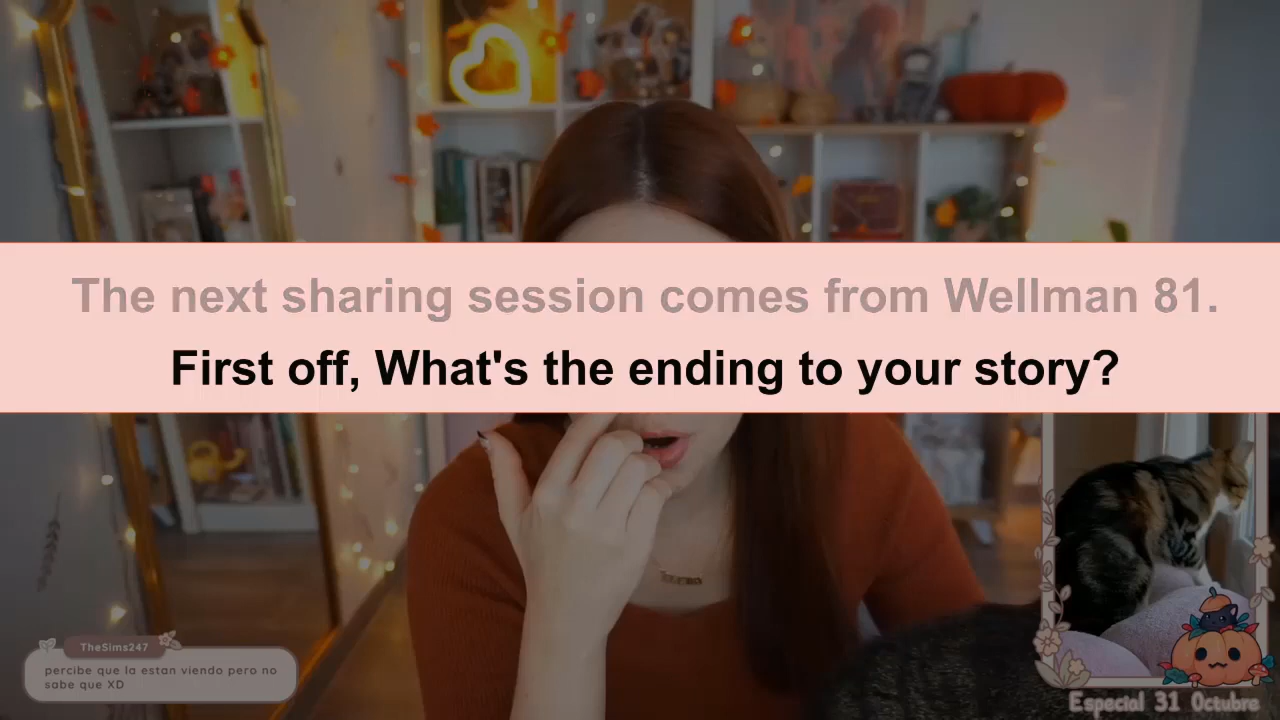 The next sharing session comes from Wellman 81.
First off, What's the ending to your story?
TheSims247
percibe que la estan viendo pero no
sabe que XD
Especial 31 Octubre